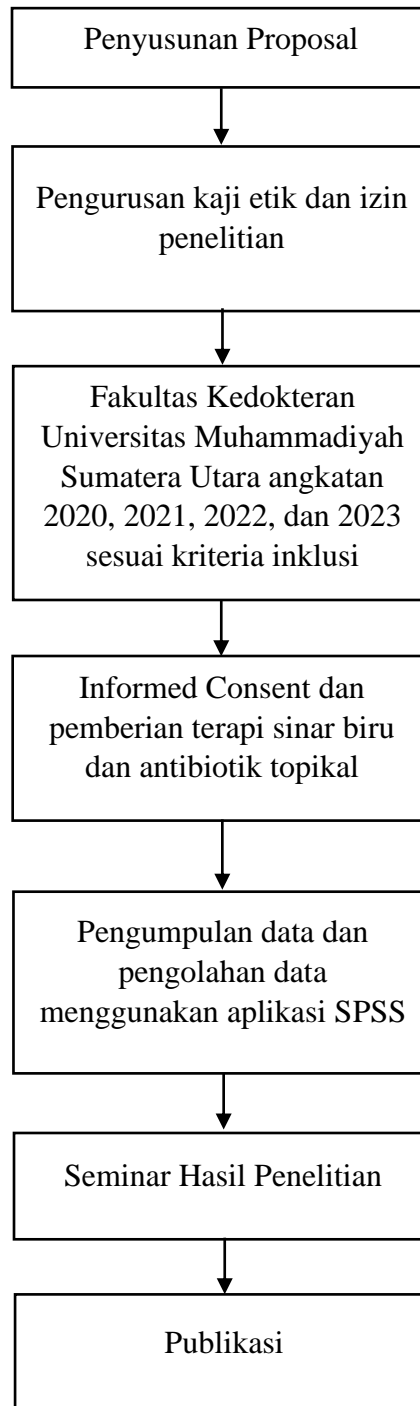 Penyusunan Proposal
Pengurusan kaji etik dan izin
penelitian
Fakultas Kedokteran
Universitas Muhammadiyah
Sumatera Utara angkatan
2020, 2021, 2022, dan 2023
sesuai kriteria inklusi
Informed Consent dan
pemberian terapi sinar biru
dan antibiotik topikal
Pengumpulan data dan
pengolahan data
menggunakan aplikasi SPSS
Seminar Hasil Penelitian
Publikasi